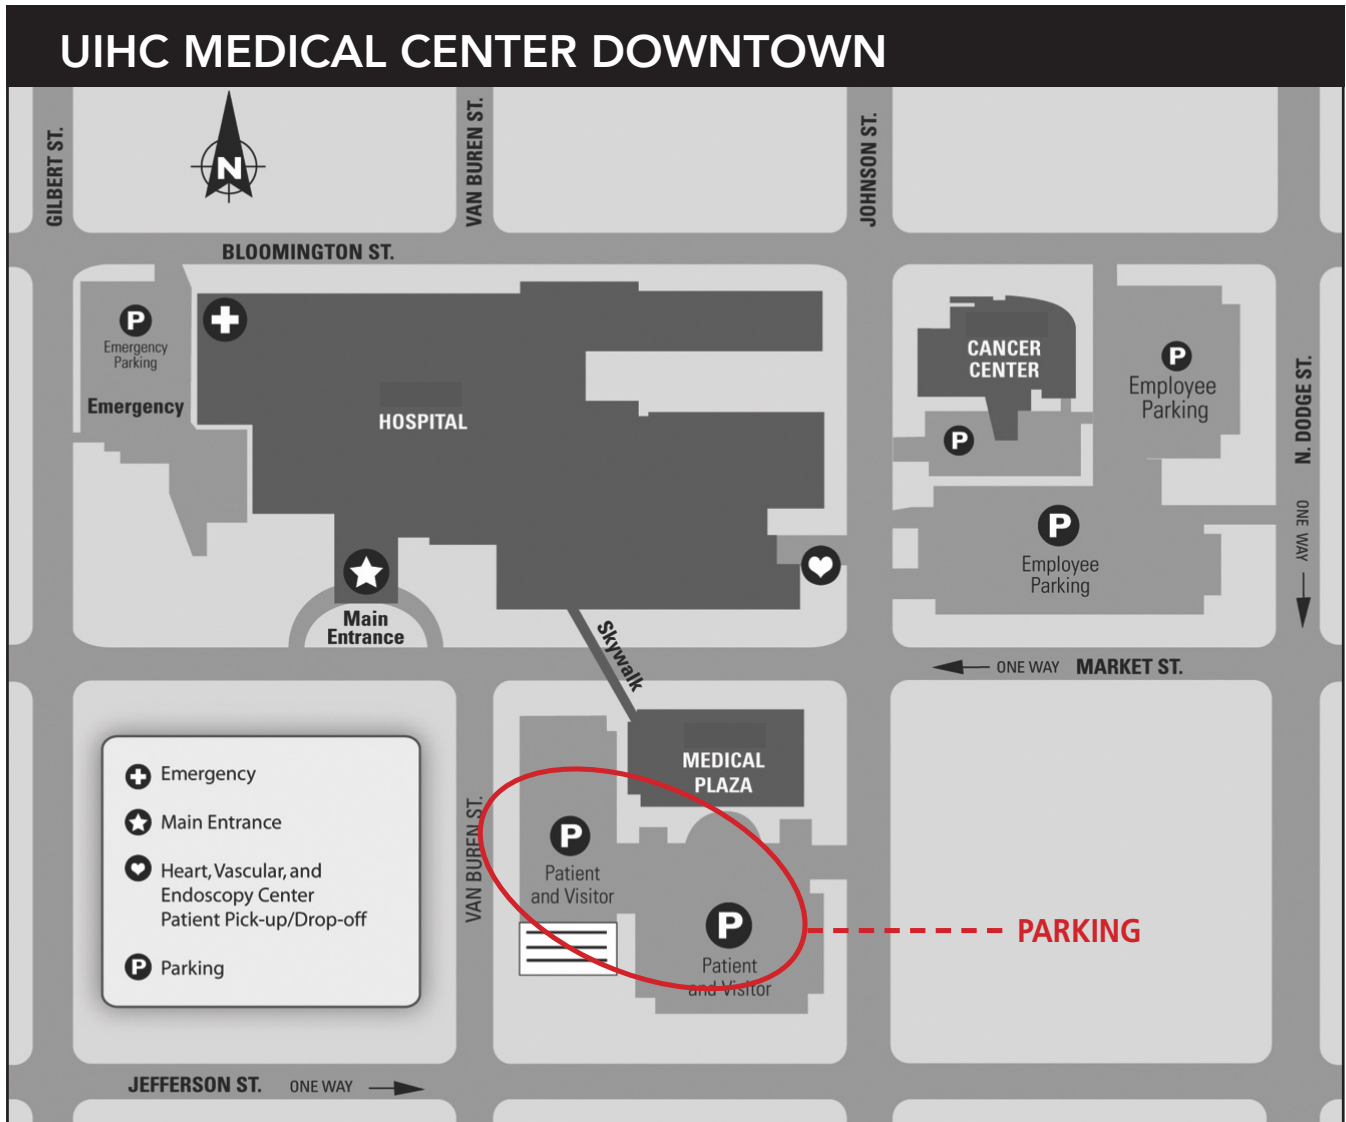 UIHC MEDICAL CENTER DOWNTOWN
GILBERT ST.
N
VAN BUREN ST.
JOHNSON ST.
BLOOMINGTON ST.
P
Emergency
Parking
Emergency
HOSPITAL
CANCER
CENTER
P
P
Employee
Parking
N. DODGE ST.
ONE WAY
P
Employee
Parking
Main
Entrance
Skywalk
ONE WAY MARKET ST.
MEDICAL
PLAZA
Emergency
Main Entrance
Heart, Vascular, and
Endoscopy Center
Patient Pick-up/Drop-off
P Parking
VAN BUREN ST.
P
Patient
and Visitor
P
Patient
and Visitor
PARKING
JEFFERSON ST. ONE WAY